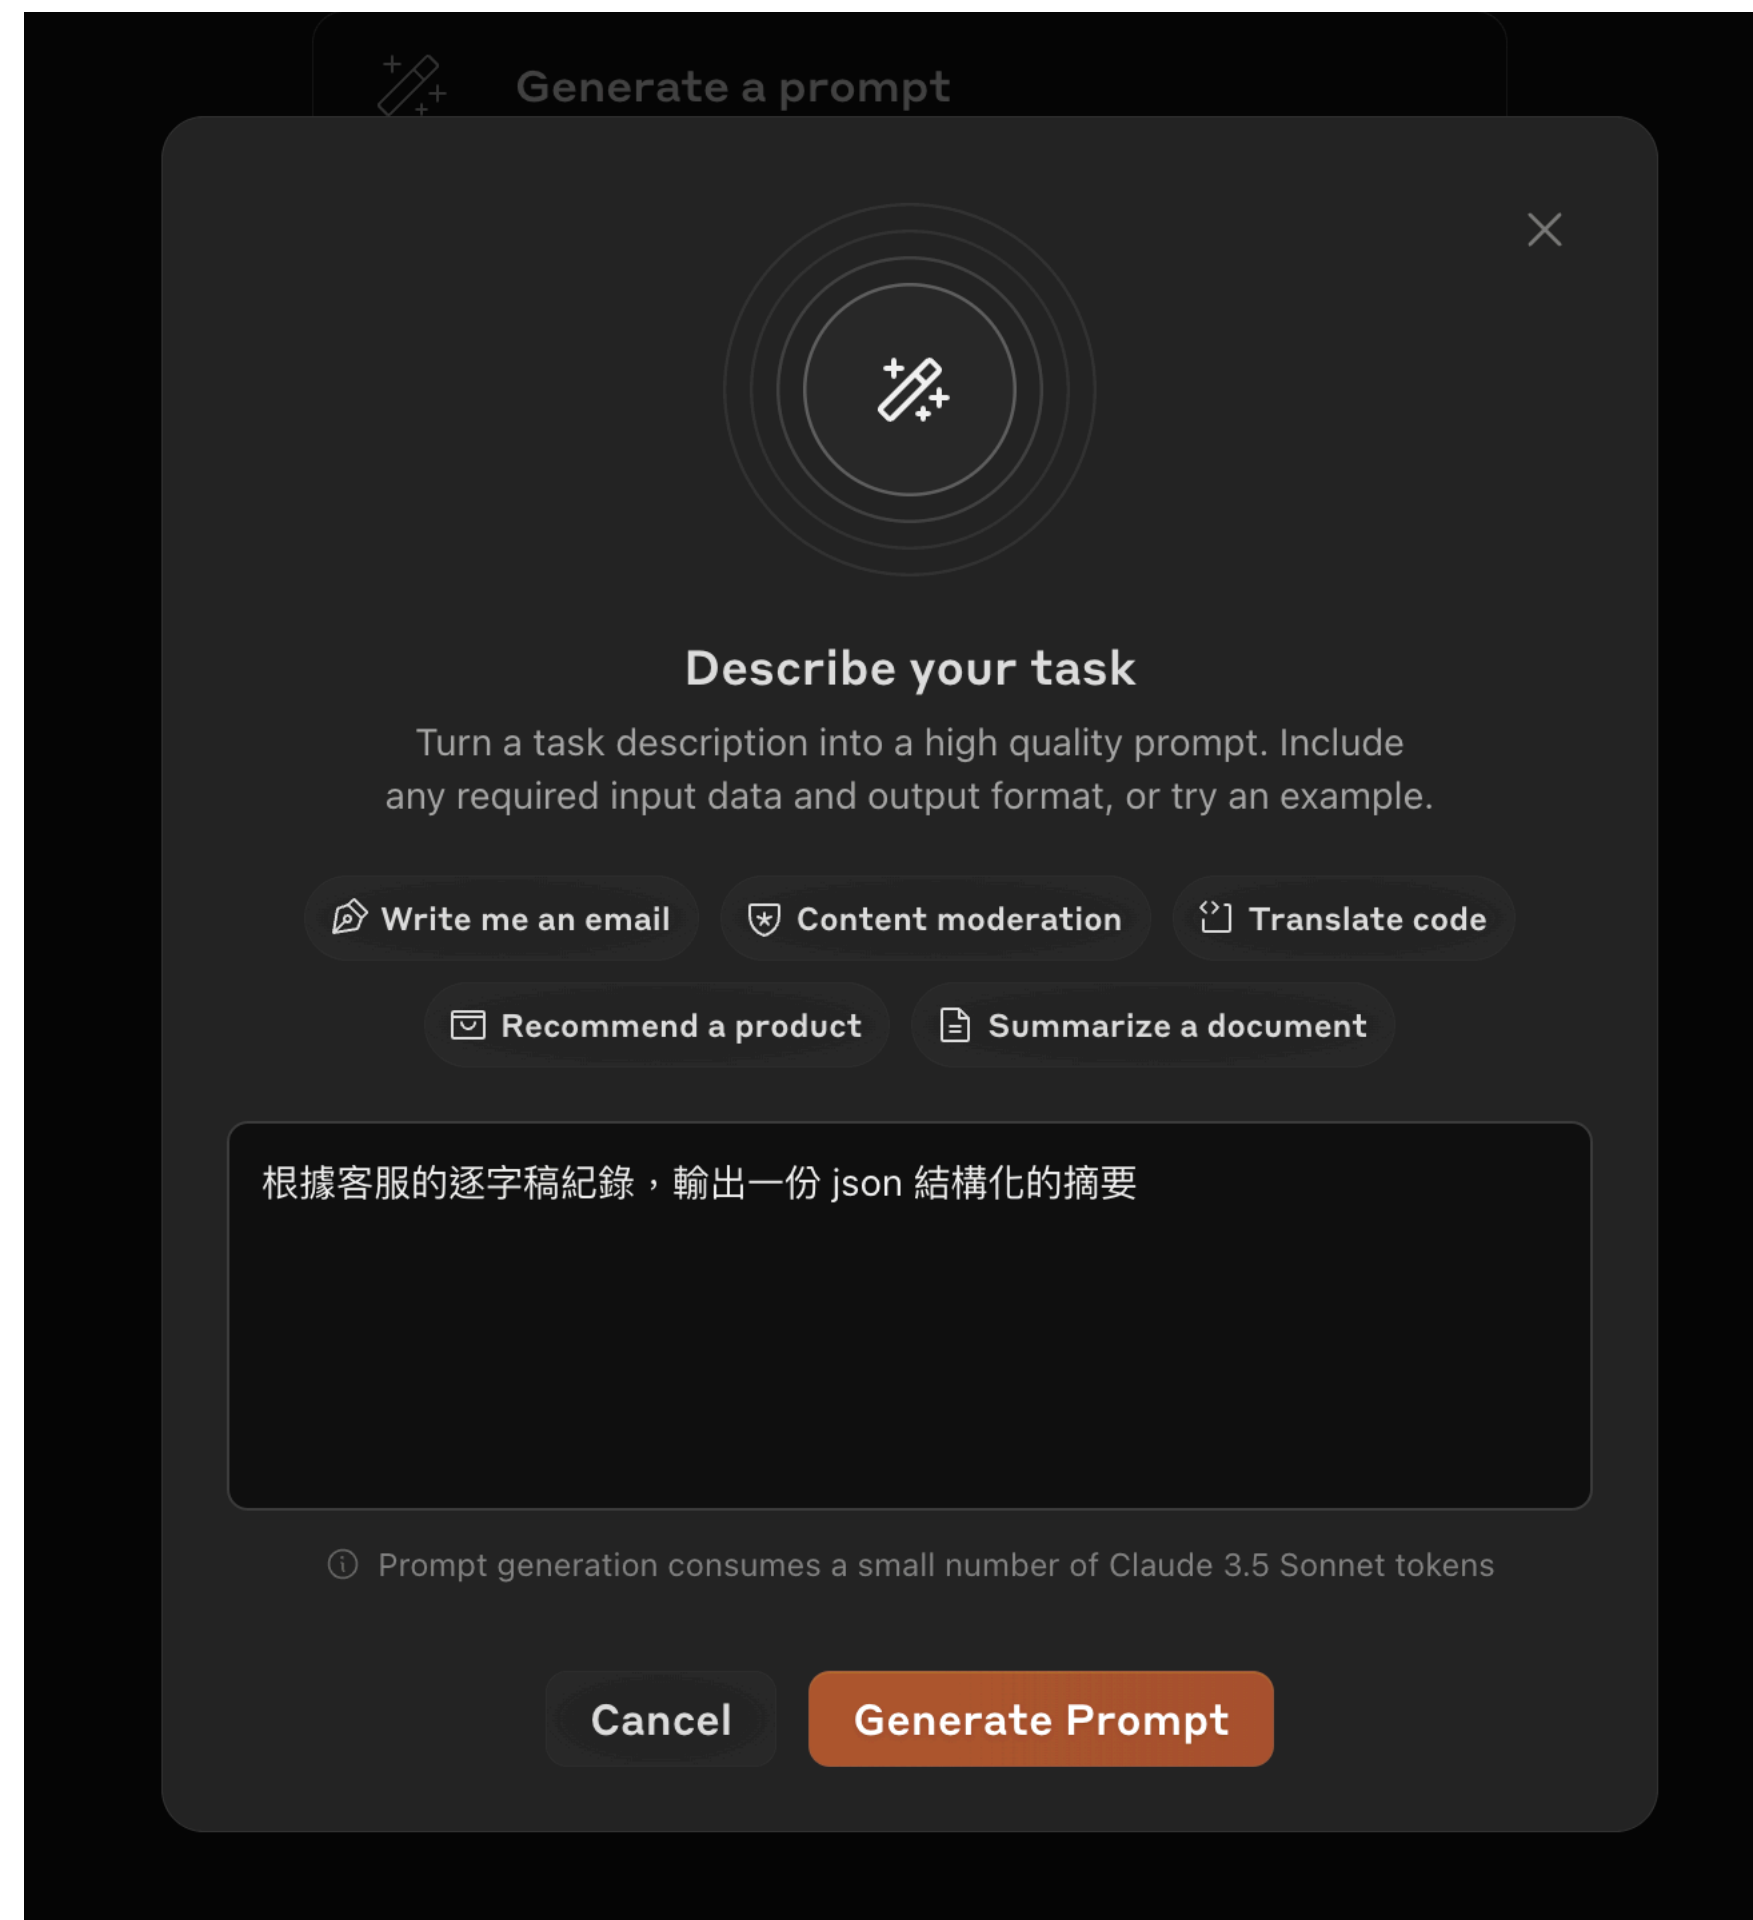 Generate a prompt
Describe your task
Turn a task description into a high quality prompt. Include
any required input data and output format, or try an example.
Write me an email
Content moderation
Translate code
Recommend a product
Summarize a document
根據客服的逐字稿紀錄，輸出一份 json 結構化的摘要
Prompt generation consumes a small number of Claude 3.5 Sonnet tokens
Cancel
Generate Prompt